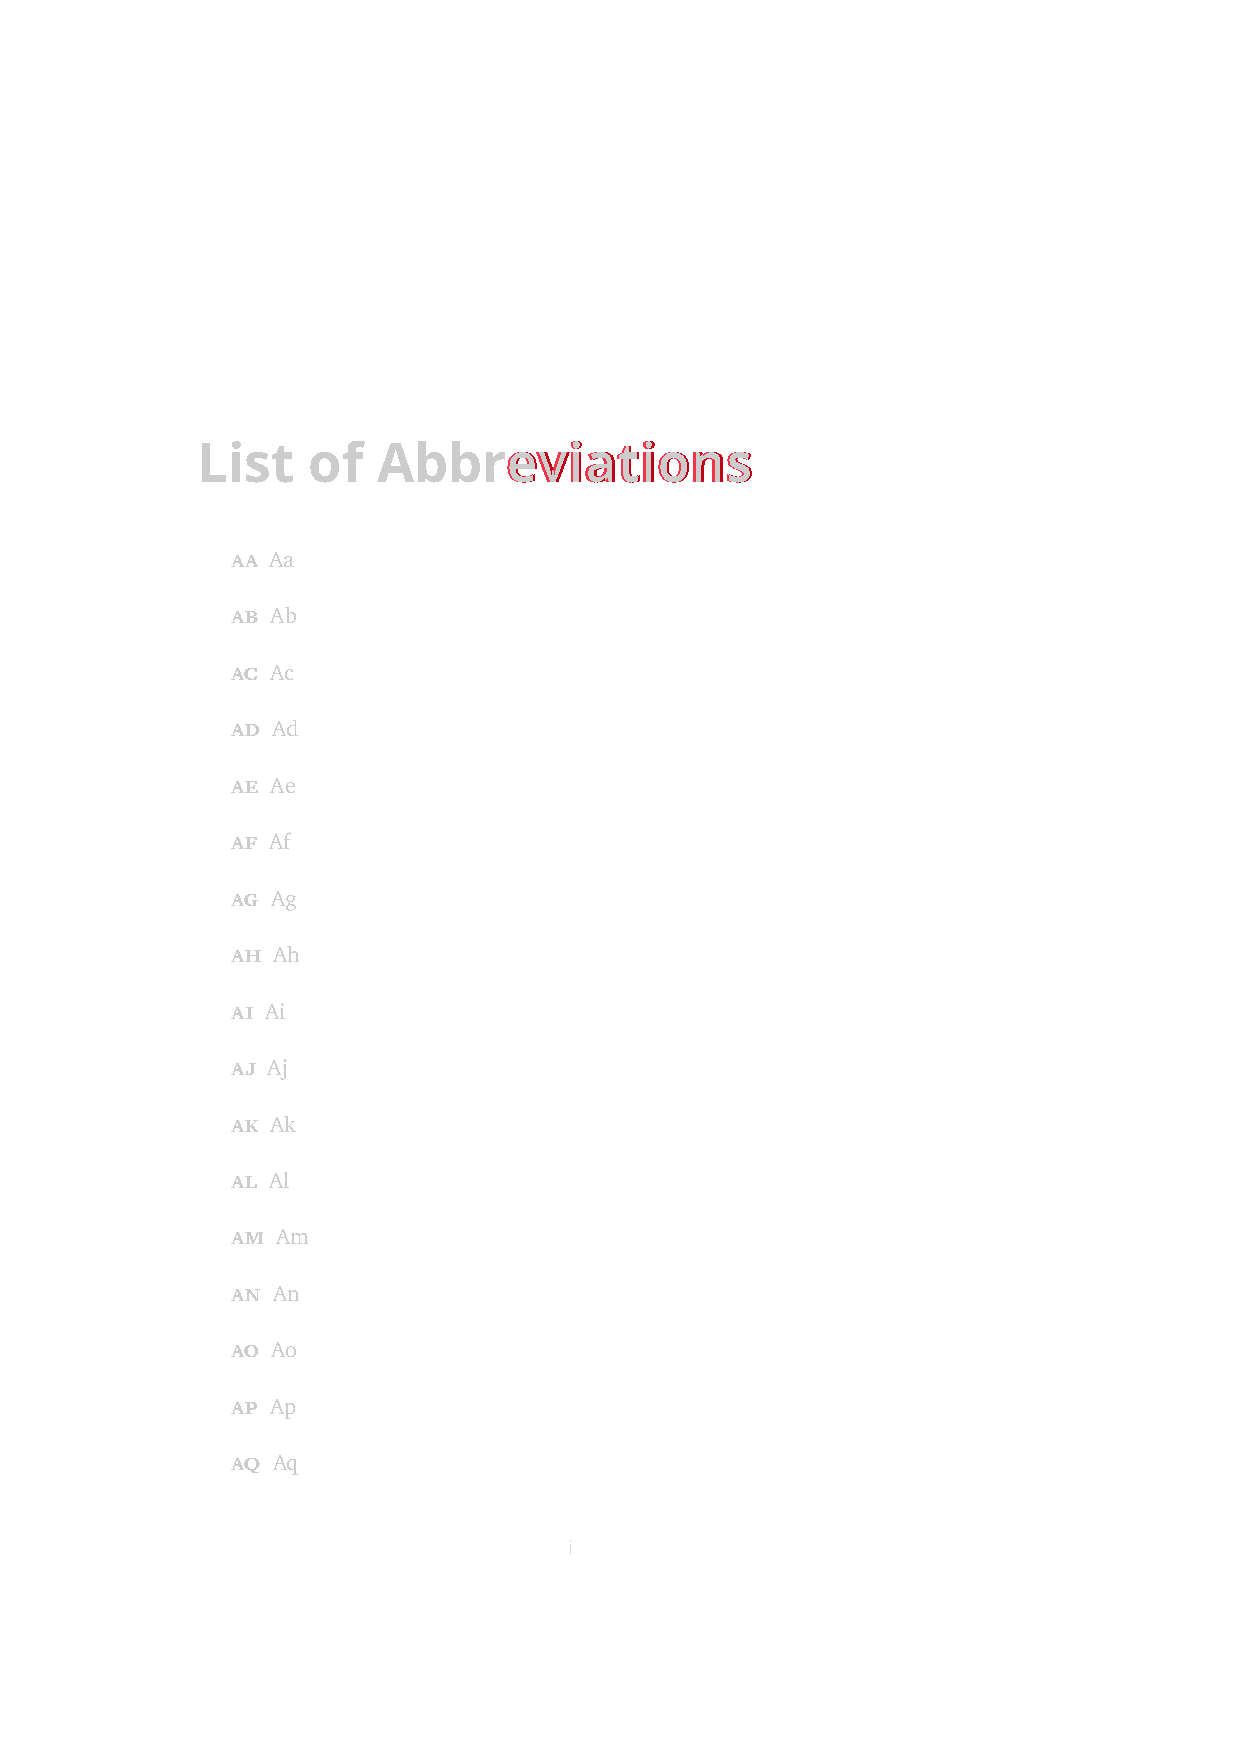 List of Abbreviations
AA Aa
AB Ab
AC Ac
AD Ad
AE Ae
AF Af
AG Ag
AH Ah
AI Ai
AJ Aj
AK Ak
AL Al
AM Am
AN An
AO Ao
AP Ap
AQ Aq
i